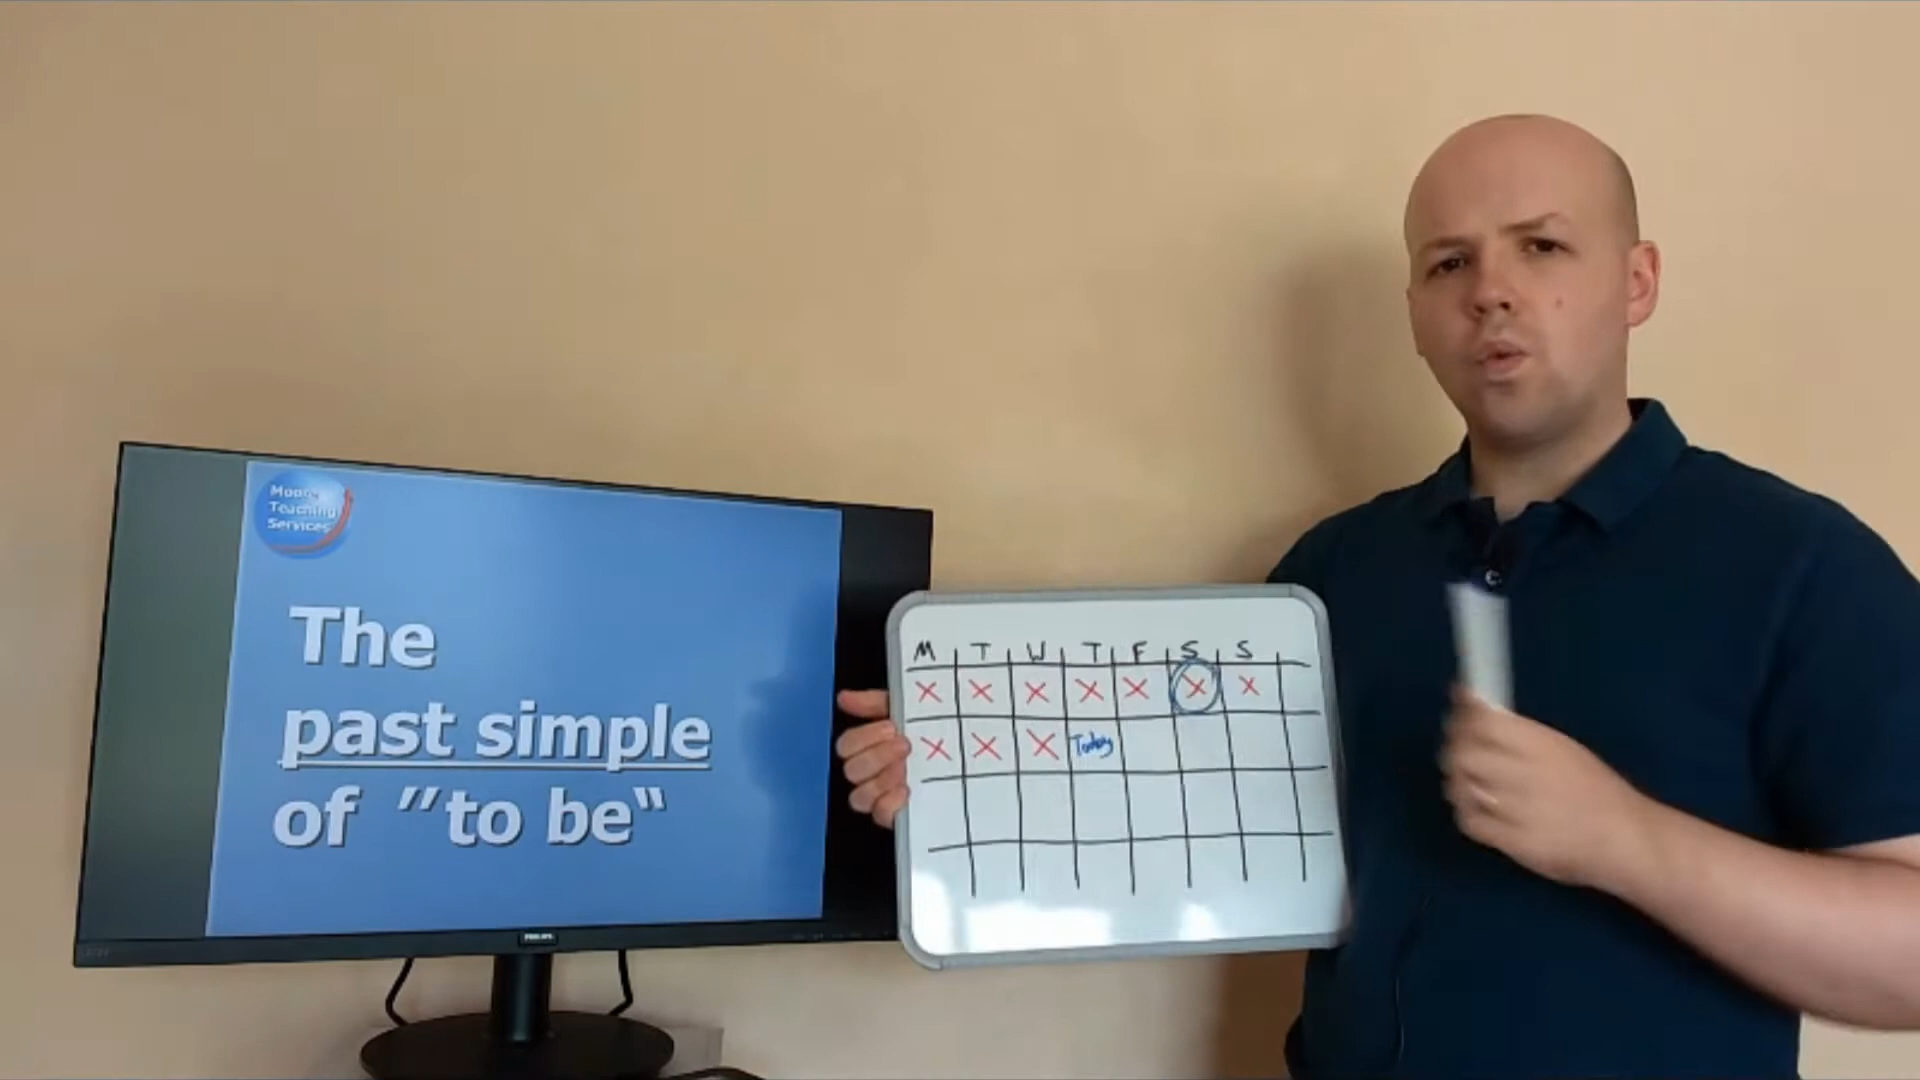 Moore
Teaching
Services
The
past simple
of "to be“
PHILIPS
M T W T F S S
X X X X X X X
X X X Today